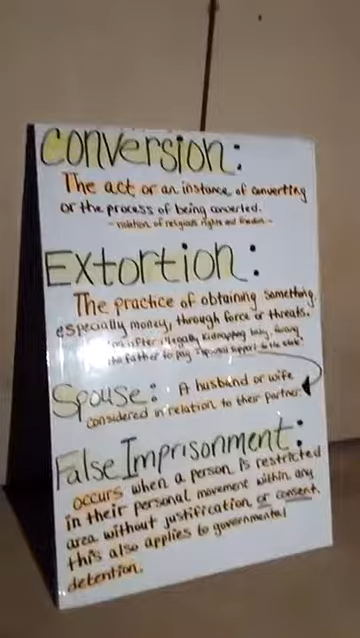 CONVERSION:
The act or an instance of converting
or the process of being converted.
- violation of religious rights and freedom -
EXtortion:
The practice of obtaining something,
especially money, through force or threats.
after illegally kidnapping baby,
the father to pay
Spouse: A husband or wife
considered in relation to their partner.
False Imprisonment:
occurs when a person is restricted
in their personal movement within any
area without justification or consent.
this also applies to governmental
detention.